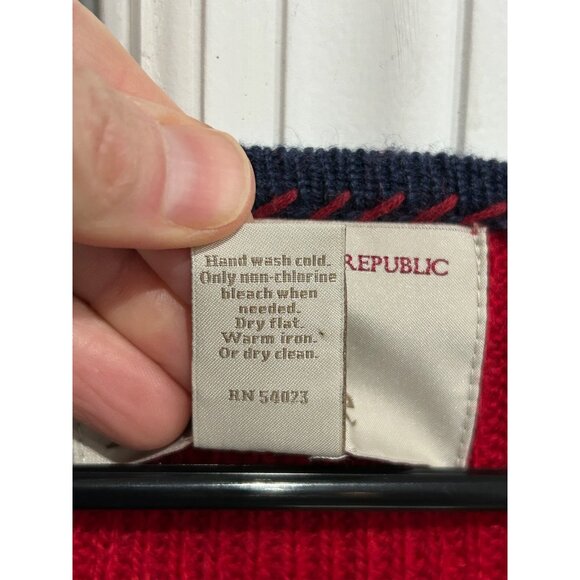 Hand wash cold.
Only non-chlorine
bleach when
needed.
Dry flat.
Warm iron.
Or dry clean.
RN 54023
REPUBLIC